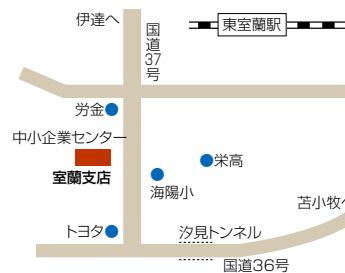 伊達へ
国道37号
東室蘭駅
労金
中小企業センター
室蘭支店
栄高
海陽小
苫小牧へ
トヨタ
汐見トンネル
国道36号